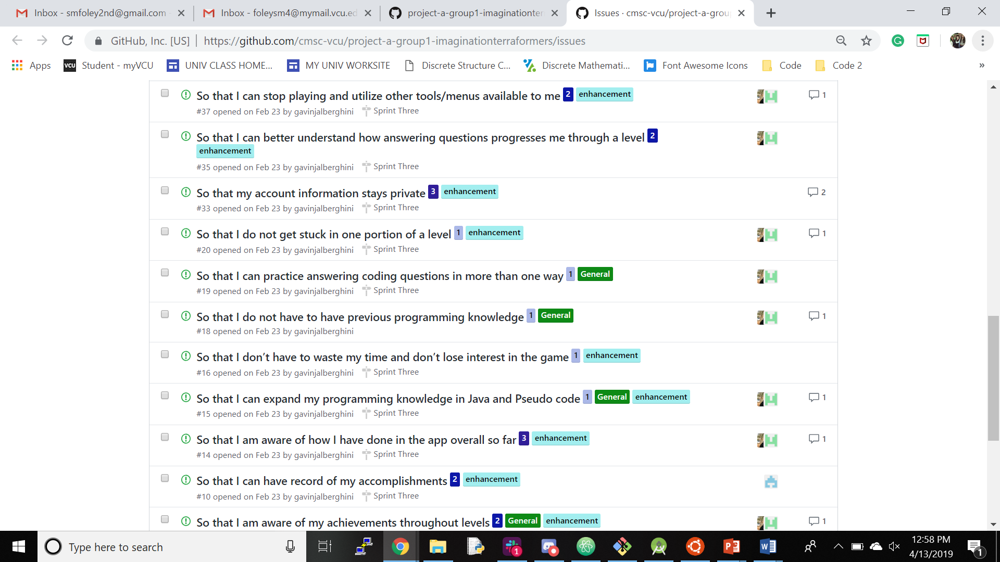 Inbox - smfoley2nd@gmail.com
Inbox - foleysm4@mymail.vcu.ed
project-a-group1-imaginationter
Issues · cmsc-vcu/project-a-grou
GitHub, Inc. [US] | https://github.com/cmsc-vcu/project-a-group1-imaginationterraformers/issues
Apps
VCU Student - myVCU
UNIV CLASS HOME...
MY UNIV WORKSITE
Discrete Structure C...
Discrete Mathemati...
Font Awesome Icons
Code
Code 2
»
So that I can stop playing and utilize other tools/menus available to me 2 enhancement 1
#37 opened on Feb 23 by gavinjalberghini Sprint Three
So that I can better understand how answering questions progresses me through a level 2
enhancement
#35 opened on Feb 23 by gavinjalberghini Sprint Three
So that my account information stays private 3 enhancement 2
#33 opened on Feb 23 by gavinjalberghini Sprint Three
So that I do not get stuck in one portion of a level 1 enhancement 1
#20 opened on Feb 23 by gavinjalberghini Sprint Three
So that I can practice answering coding questions in more than one way 1 General
#19 opened on Feb 23 by gavinjalberghini Sprint Three
So that I do not have to have previous programming knowledge 1 General 1
#18 opened on Feb 23 by gavinjalberghini
So that I don’t have to waste my time and don’t lose interest in the game 1 enhancement
#16 opened on Feb 23 by gavinjalberghini Sprint Three
So that I can expand my programming knowledge in Java and Pseudo code 1 General enhancement 1
#15 opened on Feb 23 by gavinjalberghini Sprint Three
So that I am aware of how I have done in the app overall so far 3 enhancement 1
#14 opened on Feb 23 by gavinjalberghini Sprint Three
So that I can have record of my accomplishments 2 enhancement
#10 opened on Feb 23 by gavinjalberghini Sprint Three
So that I am aware of my achievements throughout levels 2 General enhancement 1
Type here to search
1
12:58 PM
4/13/2019
1